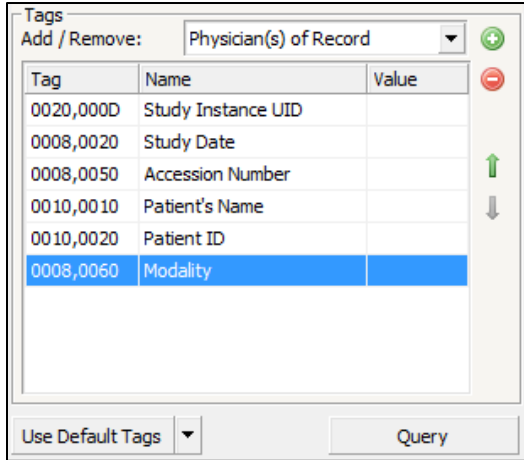 Tags
Add / Remove: Physician(s) of Record
Tag Name Value
0020,000D Study Instance UID
0008,0020 Study Date
0008,0050 Accession Number
0010,0010 Patient's Name
0010,0020 Patient ID
0008,0060 Modality
Use Default Tags Query